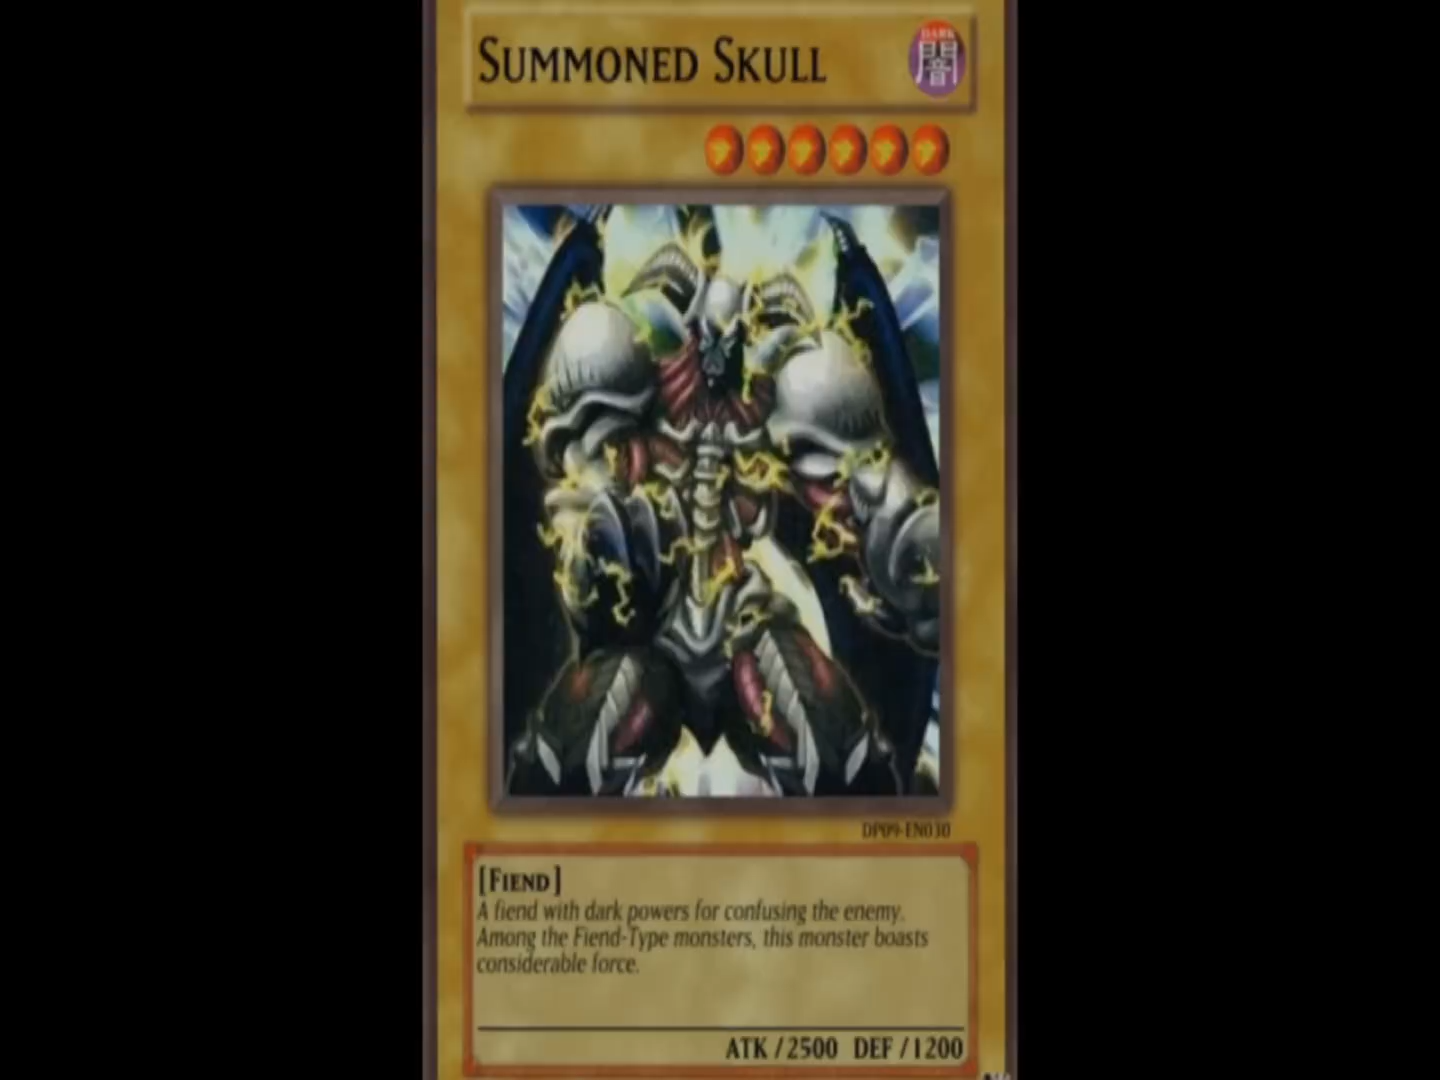 SUMMONED SKULL
DARK
闇
DP09-EN030
[FIEND]
A fiend with dark powers for confusing the enemy.
Among the Fiend-Type monsters, this monster boasts
considerable force.
ATK / 2500 DEF / 1200